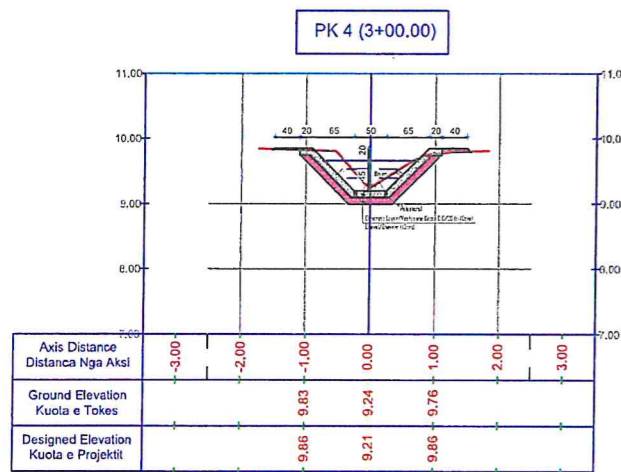 PK 4 (3+00.00)
11.00 11.00
40 20 65 50 65 20 40
10.00 10.00
20
9.00 9.00
8.00 8.00
7.00 7.00
Axis Distance
Distanca Nga Aksi
-3.00 -2.00 -1.00 0.00 1.00 2.00 3.00
Ground Elevation
Kuota e Tokes
9.83 9.24 9.76
Designed Elevation
Kuota e Projektit
9.86 9.21 9.86